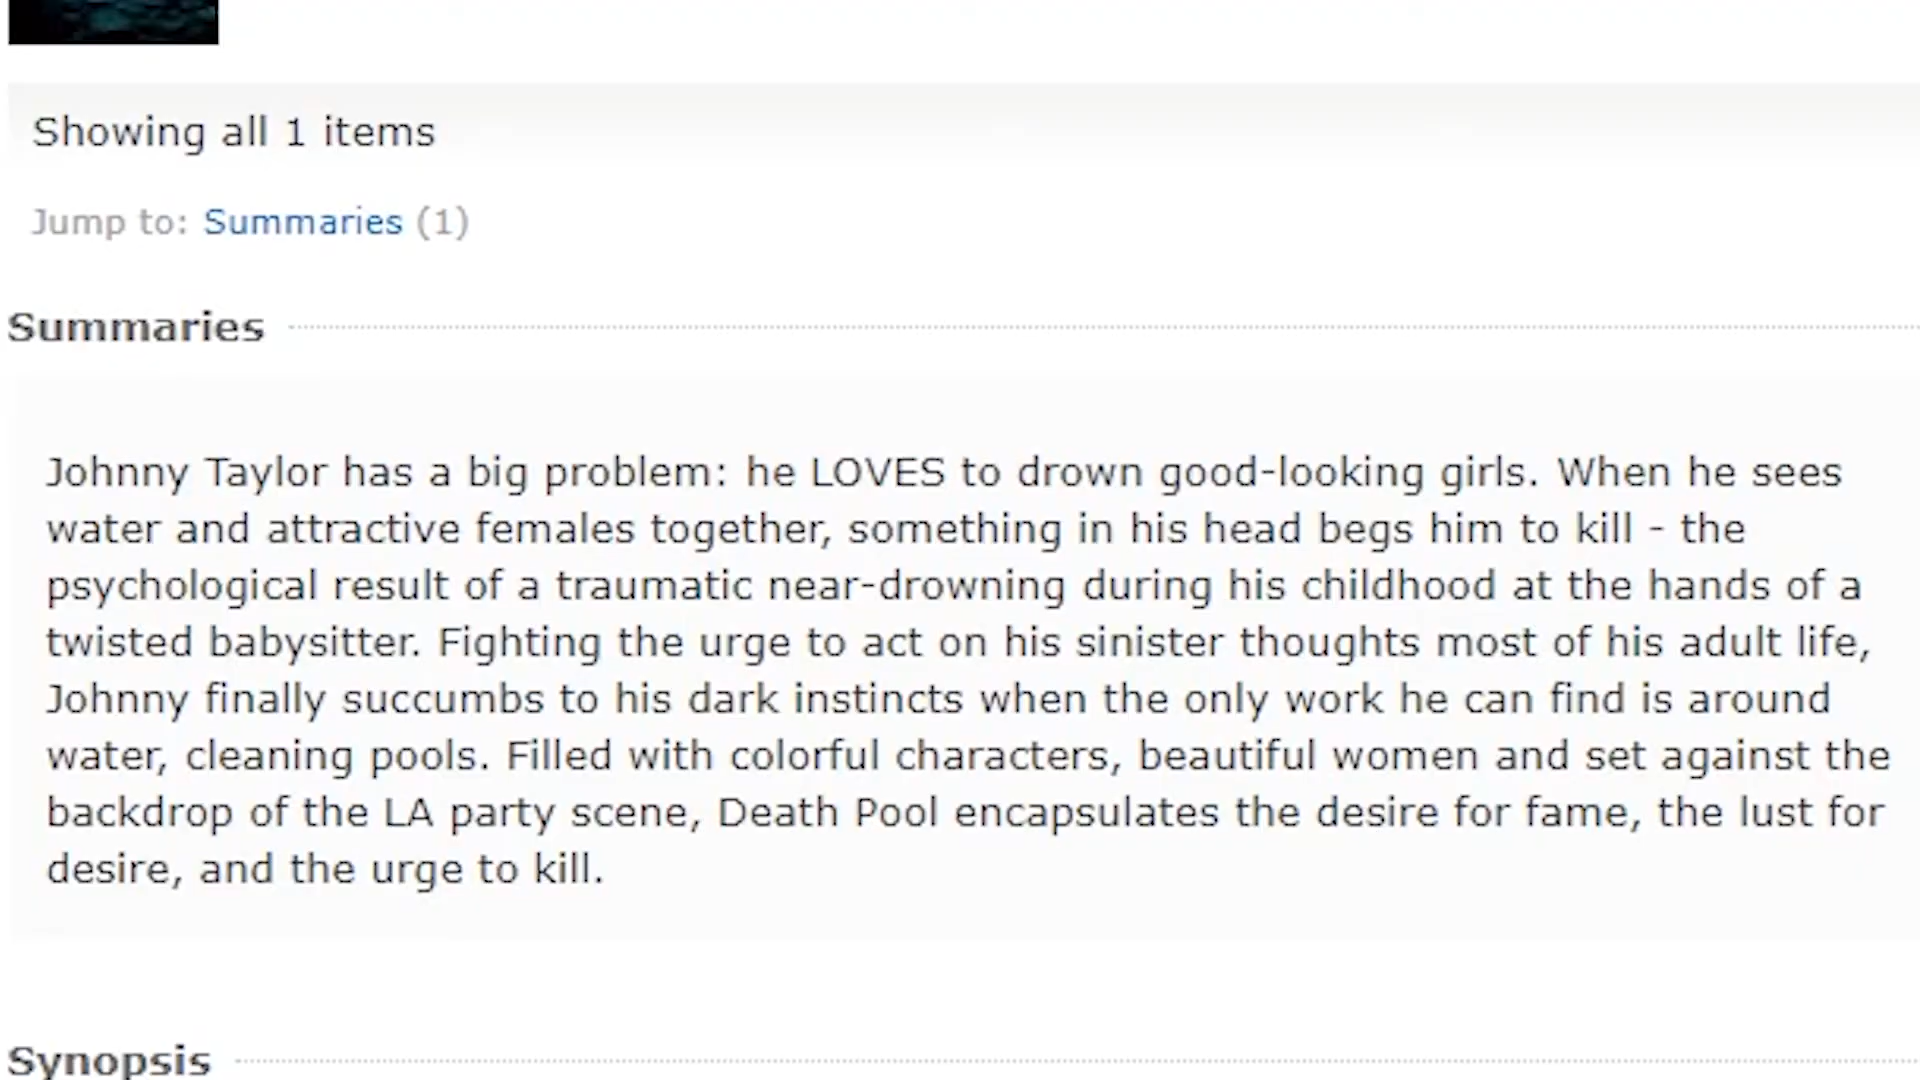 Showing all 1 items
Jump to: Summaries (1)
Summaries
Johnny Taylor has a big problem: he LOVES to drown good-looking girls. When he sees
water and attractive females together, something in his head begs him to kill - the
psychological result of a traumatic near-drowning during his childhood at the hands of a
twisted babysitter. Fighting the urge to act on his sinister thoughts most of his adult life,
Johnny finally succumbs to his dark instincts when the only work he can find is around
water, cleaning pools. Filled with colorful characters, beautiful women and set against the
backdrop of the LA party scene, Death Pool encapsulates the desire for fame, the lust for
desire, and the urge to kill.
Synopsis